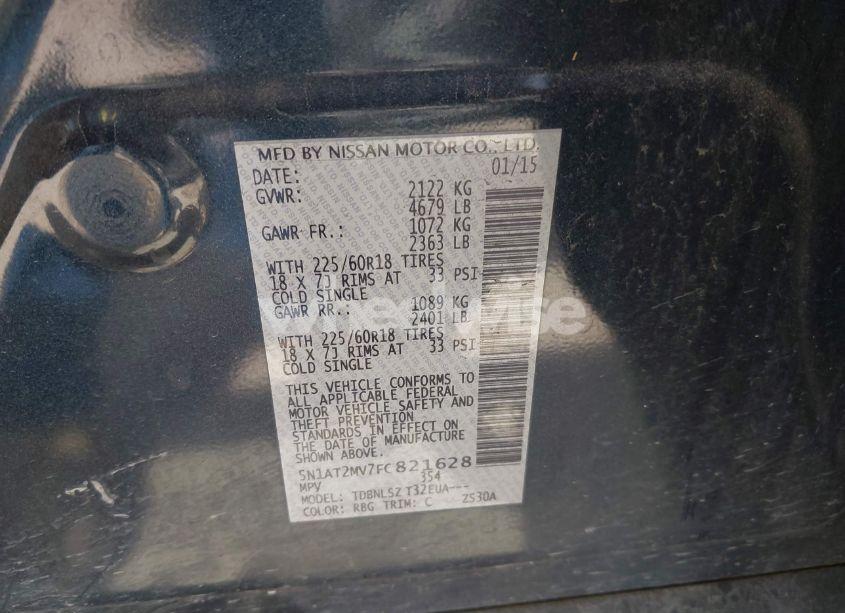 MFD BY NISSAN MOTOR CO., LTD.
DATE: 01/15
GVWR: 2122 KG
4679 LB
GAWR FR.: 1072 KG
2363 LB
WITH 225/60R18 TIRES
18 X 7J RIMS AT 33 PSI
COLD SINGLE
GAWR RR.: 1089 KG
2401 LB
WITH 225/60R18 TIRES
18 X 7J RIMS AT 33 PSI
COLD SINGLE
THIS VEHICLE CONFORMS TO
ALL APPLICABLE FEDERAL
MOTOR VEHICLE SAFETY AND
THEFT PREVENTION
STANDARDS IN EFFECT ON
THE DATE OF MANUFACTURE
SHOWN ABOVE.
5N1AT2MV7FC821628
MPV 354
MODEL: TDBNLSZ T32EUA---
COLOR: RBG TRIM: C ZS30A